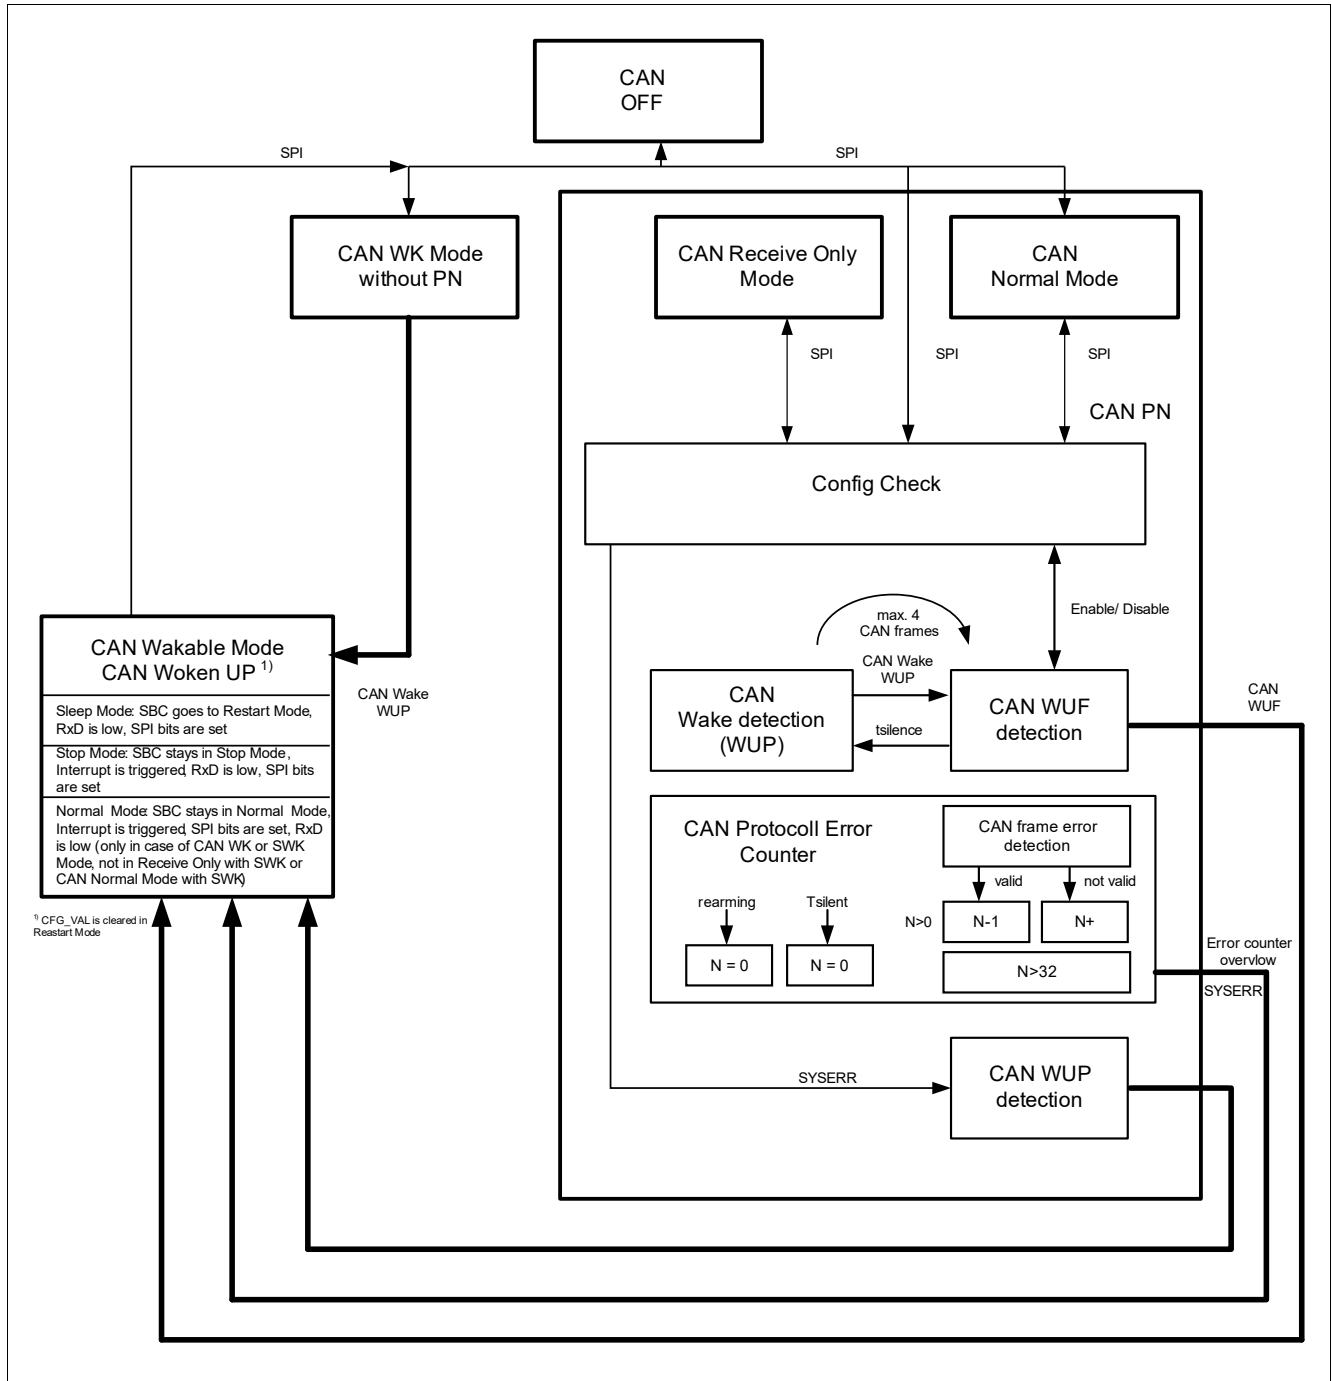 CAN
OFF
SPI
SPI
CAN WK Mode
without PN
CAN Receive Only
Mode
CAN
Normal Mode
SPI
SPI
SPI
CAN PN
Config Check
Enable/ Disable
max. 4
CAN frames
CAN Wake
WUP
CAN
Wake detection
(WUP)
tsilence
CAN WUF
detection
CAN
WUF
CAN Wakable Mode
CAN Woken UP 1)
Sleep Mode: SBC goes to Restart Mode,
RxD is low, SPI bits are set
Stop Mode: SBC stays in Stop Mode,
Interrupt is triggered, RxD is low, SPI bits
are set
Normal Mode: SBC stays in Normal Mode,
Interrupt is triggered, SPI bits are set, RxD
is low (only in case of CAN WK or SWK
Mode, not in Receive Only with SWK or
CAN Normal Mode with SWK)
1) CFG_VAL is cleared in
Reastart Mode
CAN Wake
WUP
CAN Protocoll Error
Counter
CAN frame error
detection
valid
not valid
rearming
Tsilent
N>0
N-1
N+
N = 0
N = 0
N>32
Error counter
overvlow
SYSERR
SYSERR
CAN WUP
detection